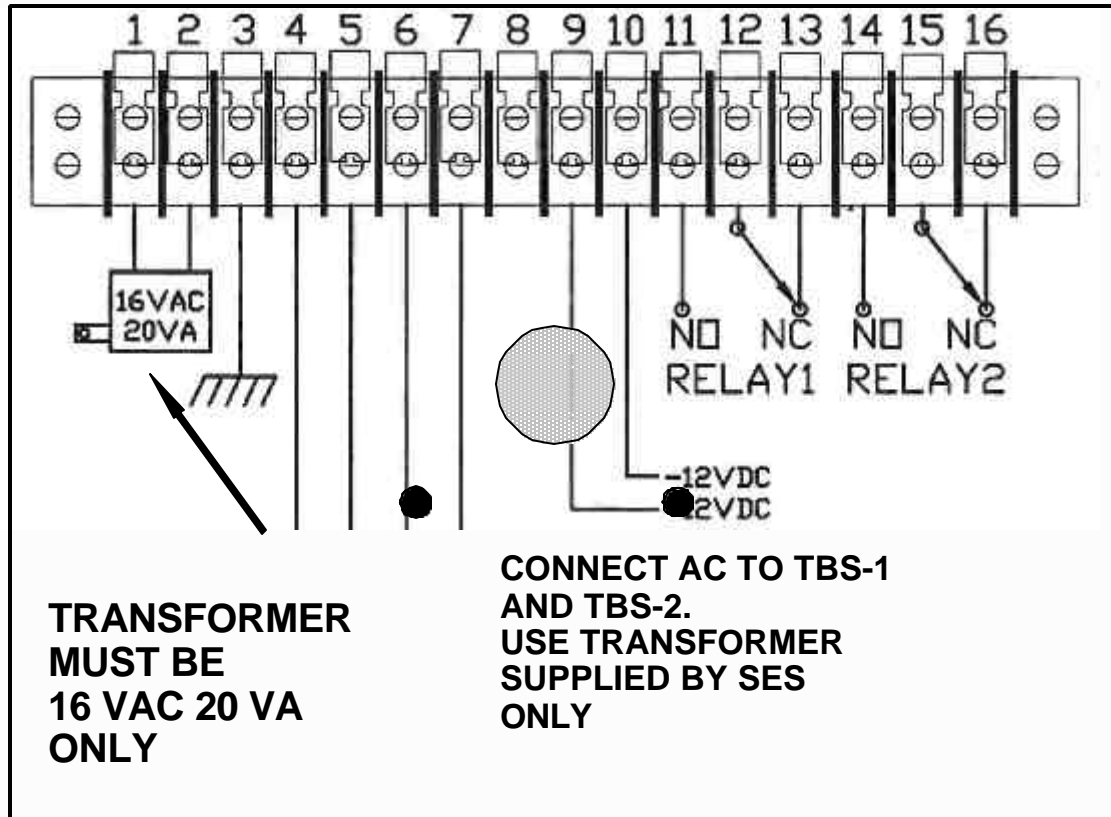 1 2 3 4 5 6 7 8 9 10 11 12 13 14 15 16
16VAC
20VA
NO NC NO NC
RELAY1 RELAY2
-12VDC
12VDC
TRANSFORMER
MUST BE
16 VAC 20 VA
ONLY
CONNECT AC TO TBS-1
AND TBS-2.
USE TRANSFORMER
SUPPLIED BY SES
ONLY